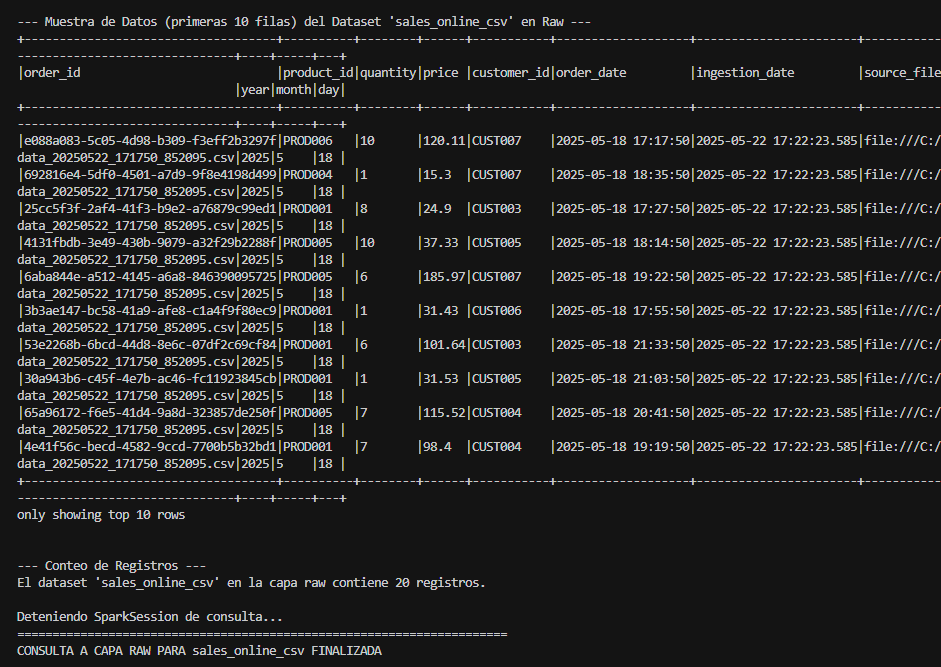 --- Muestra de Datos (primeras 10 filas) del Dataset 'sales_online_csv' en Raw ---
+------------------------------------+----------+--------+------+-----------+-------------------+-----------------------+-----------
-------------------------------+----+-----+---+
|order_id                            |product_id|quantity|price |customer_id|order_date         |ingestion_date         |source_file
                               |year|month|day|
+------------------------------------+----------+--------+------+-----------+-------------------+-----------------------+-----------
-------------------------------+----+-----+---+
|e088a083-5c05-4d98-b309-f3eff2b3297f|PROD006   |10      |120.11|CUST007    |2025-05-18 17:17:50|2025-05-22 17:22:23.585|file:///C:/
data_20250522_171750_852095.csv|2025|5    |18 |
|692816e4-5df0-4501-a7d9-9f8e4198d499|PROD004   |1       |15.3  |CUST007    |2025-05-18 18:35:50|2025-05-22 17:22:23.585|file:///C:/
data_20250522_171750_852095.csv|2025|5    |18 |
|25cc5f3f-2af4-41f3-b9e2-a76879c99ed1|PROD001   |8       |24.9  |CUST003    |2025-05-18 17:27:50|2025-05-22 17:22:23.585|file:///C:/
data_20250522_171750_852095.csv|2025|5    |18 |
|4131fbdb-3e49-430b-9079-a32f29b2288f|PROD005   |10      |37.33 |CUST005    |2025-05-18 18:14:50|2025-05-22 17:22:23.585|file:///C:/
data_20250522_171750_852095.csv|2025|5    |18 |
|6aba844e-a512-4145-a6a8-846390095725|PROD005   |6       |185.97|CUST007    |2025-05-18 19:22:50|2025-05-22 17:22:23.585|file:///C:/
data_20250522_171750_852095.csv|2025|5    |18 |
|3b3ae147-bc58-41a9-afe8-c1a4f9f80ec9|PROD001   |1       |31.43 |CUST006    |2025-05-18 17:55:50|2025-05-22 17:22:23.585|file:///C:/
data_20250522_171750_852095.csv|2025|5    |18 |
|53e2268b-6bcd-44d8-8e6c-07df2c69cf84|PROD001   |6       |101.64|CUST003    |2025-05-18 21:33:50|2025-05-22 17:22:23.585|file:///C:/
data_20250522_171750_852095.csv|2025|5    |18 |
|30a943b6-c45f-4e7b-ac46-fc11923845cb|PROD001   |1       |31.53 |CUST005    |2025-05-18 21:03:50|2025-05-22 17:22:23.585|file:///C:/
data_20250522_171750_852095.csv|2025|5    |18 |
|65a96172-f6e5-41d4-9a8d-323857de250f|PROD005   |7       |115.52|CUST004    |2025-05-18 20:41:50|2025-05-22 17:22:23.585|file:///C:/
data_20250522_171750_852095.csv|2025|5    |18 |
|4e41f56c-becd-4582-9ccd-7700b5b32bd1|PROD001   |7       |98.4  |CUST004    |2025-05-18 19:19:50|2025-05-22 17:22:23.585|file:///C:/
data_20250522_171750_852095.csv|2025|5    |18 |
+------------------------------------+----------+--------+------+-----------+-------------------+-----------------------+-----------
-------------------------------+----+-----+---+
only showing top 10 rows
--- Conteo de Registros ---
El dataset 'sales_online_csv' en la capa raw contiene 20 registros.
Deteniendo SparkSession de consulta...
======================================================================
CONSULTA A CAPA RAW PARA sales_online_csv FINALIZADA